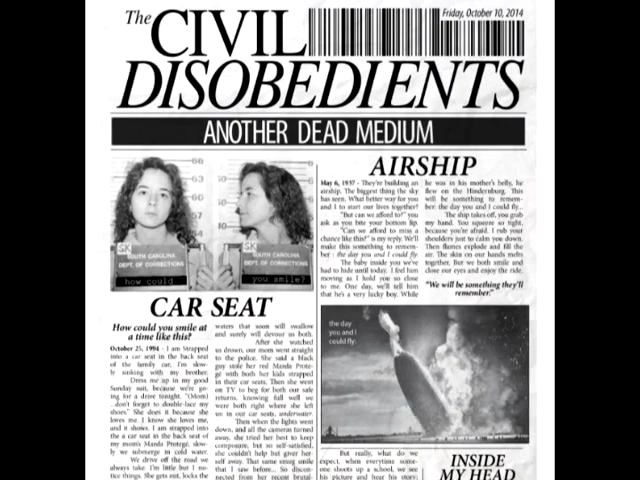 The
CIVIL
Friday, October 10, 2014
DISOBEDIENTS
ANOTHER DEAD MEDIUM
SOUTH CAROLINA
DEPT. OF CORRECTIONS
how could
SOUTH CAROLINA
DEPT. OF CORRECTIONS
you smile?
CAR SEAT
How could you smile at
a time like this?
October 25, 1994 - I am strapped
into a car seat in the back seat
of the family car, I'm slow-
ly sinking with my brother.
Dress me up in my good
Sunday suit, because we're go-
ing for a drive tonight. "(Mom)
..don't forget to double-lace my
shoes." She does it because she
loves me. I know she loves me,
and it shows. I am strapped into
the a car seat in the back seat of
my mom's Manda Protegé, slow-
ly we submerge in cold water.
We drive off the road we
always take. I'm little but I no-
tice things. She gets out, locks the
waters that soon will swallow
and surely will devour us both.
After she watched
us drown, our mom went straight
to the police. She said a black
guy stole her red Manda Prote-
gé with both her kids strapped
in their car seats. Then she went
on TV to beg for both our safe
returns, knowing full well we
were both right where she left
us in our car seats, underwater.
Then when the lights went
down, and all the cameras turned
away, she tried her best to keep
composure, but so self-satisfied,
she couldn't help but giver her-
self away. That same smug smile
that I saw before... So discon-
nected from her recent brutal
AIRSHIP
May 6, 1937 - They're building an
airship. The biggest thing the sky
has seen. What better way for you
and I to start our lives together!
"But can we afford to?" you
ask as you bite your bottom lip.
"Can we afford to miss a
chance like this?" is my reply. We'll
make this something to remem-
ber : the day you and I could fly
The baby inside you we've
had to hide until today. I feel him
moving as I hold you so close
to me. One day, we'll tell him
that he's a very lucky boy. While
he was in his mother's belly, he
flew on the Hindenburg. This
will be something to remem-
ber: the day you and I could fly...
The ship takes off, you grab
my hand. You squeeze so tight,
because you're afraid. I rub your
shoulders just to calm you down.
Then flames explode and fill the
air. The skin on our hands melts
together. But we both smile and
close our eyes and enjoy the ride.
"We will be something they'll
remember."
the day
you and I
could fly:
But really, what do we
expect, when everytime some-
one shoots up a school, we see
his picture and hear his story:
INSIDE
MY HEAD